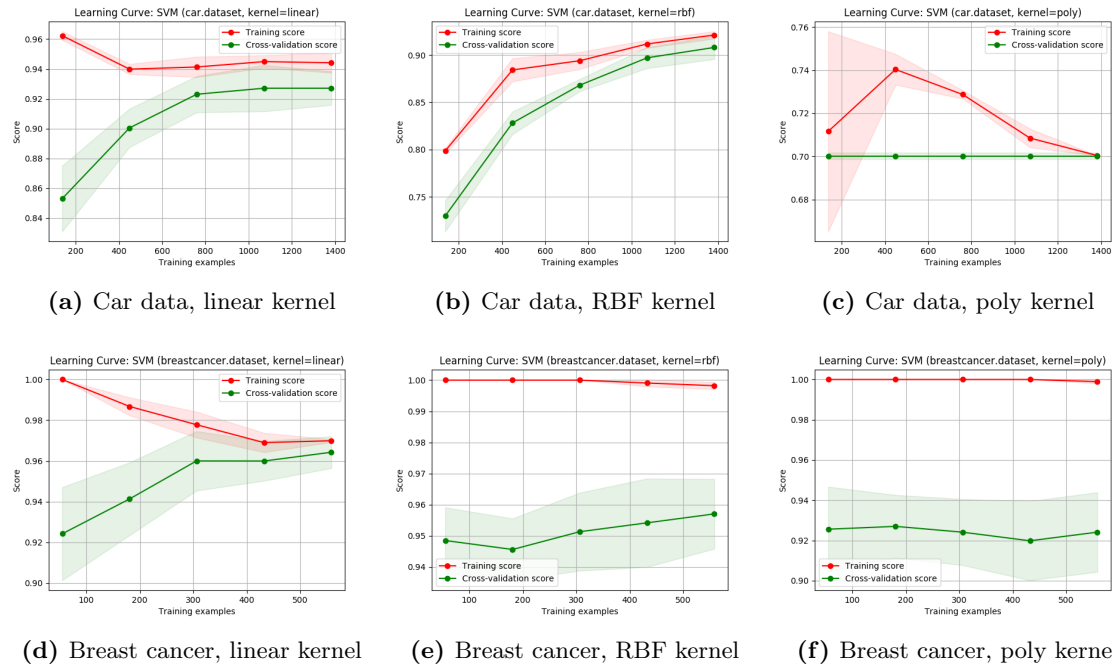 Learning Curve: SVM (car.dataset, kernel=linear)
Training score
Cross-validation score
0.96
0.94
0.92
0.90
0.88
0.86
0.84
Score
200 400 600 800 1000 1200 1400
Training examples
(a) Car data, linear kernel
Learning Curve: SVM (car.dataset, kernel=rbf)
Training score
Cross-validation score
0.90
0.85
0.80
0.75
Score
200 400 600 800 1000 1200 1400
Training examples
(b) Car data, RBF kernel
Learning Curve: SVM (car.dataset, kernel=poly)
Training score
Cross-validation score
0.76
0.74
0.72
0.70
0.68
Score
200 400 600 800 1000 1200 1400
Training examples
(c) Car data, poly kernel
Learning Curve: SVM (breastcancer.dataset, kernel=linear)
Training score
Cross-validation score
1.00
0.98
0.96
0.94
0.92
0.90
Score
100 200 300 400 500
Training examples
(d) Breast cancer, linear kernel
Learning Curve: SVM (breastcancer.dataset, kernel=rbf)
1.00
0.99
0.98
0.97
0.96
0.95
0.94
Score
Training score
Cross-validation score
100 200 300 400 500
Training examples
(e) Breast cancer, RBF kernel
Learning Curve: SVM (breastcancer.dataset, kernel=poly)
1.00
0.98
0.96
0.94
0.92
0.90
Score
Training score
Cross-validation score
100 200 300 400 500
Training examples
(f) Breast cancer, poly kerne